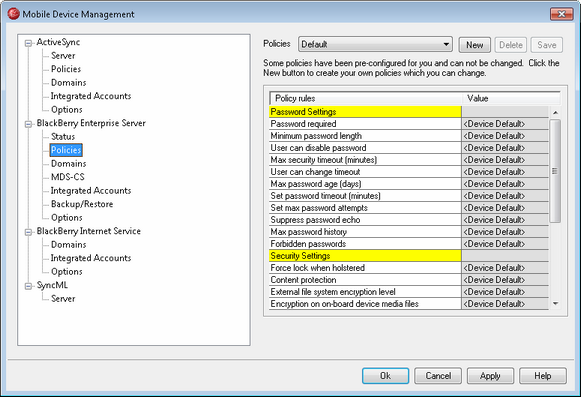 Mobile Device Management
ActiveSync
Server
Policies
Domains
Integrated Accounts
Options
BlackBerry Enterprise Server
Status
Policies
Domains
MDS-CS
Integrated Accounts
Backup/Restore
Options
BlackBerry Internet Service
Domains
Integrated Accounts
Options
SyncML
Server
Policies Default New Delete Save
Some policies have been pre-configured for you and can not be changed. Click the
New button to create your own policies which you can change.
Policy rules Value
Password Settings
Password required <Device Default>
Minimum password length <Device Default>
User can disable password <Device Default>
Max security timeout (minutes) <Device Default>
User can change timeout <Device Default>
Max password age (days) <Device Default>
Set password timeout (minutes) <Device Default>
Set max password attempts <Device Default>
Suppress password echo <Device Default>
Max password history <Device Default>
Forbidden passwords <Device Default>
Security Settings
Force lock when holstered <Device Default>
Content protection <Device Default>
External file system encryption level <Device Default>
Encryption on on-board device media files <Device Default>
Ok Cancel Apply Help